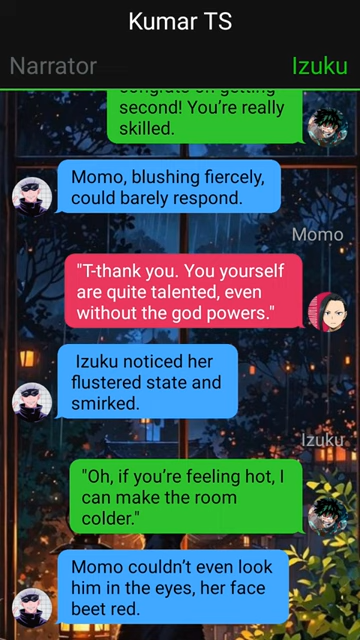 Kumar TS
Narrator
Izuku
congrats on getting
second! You’re really
skilled.
Momo, blushing fiercely,
could barely respond.
Momo
"T-thank you. You yourself
are quite talented, even
without the god powers."
Izuku noticed her
flustered state and
smirked.
Izuku
"Oh, if you’re feeling hot, I
can make the room
colder."
Momo couldn’t even look
him in the eyes, her face
beet red.